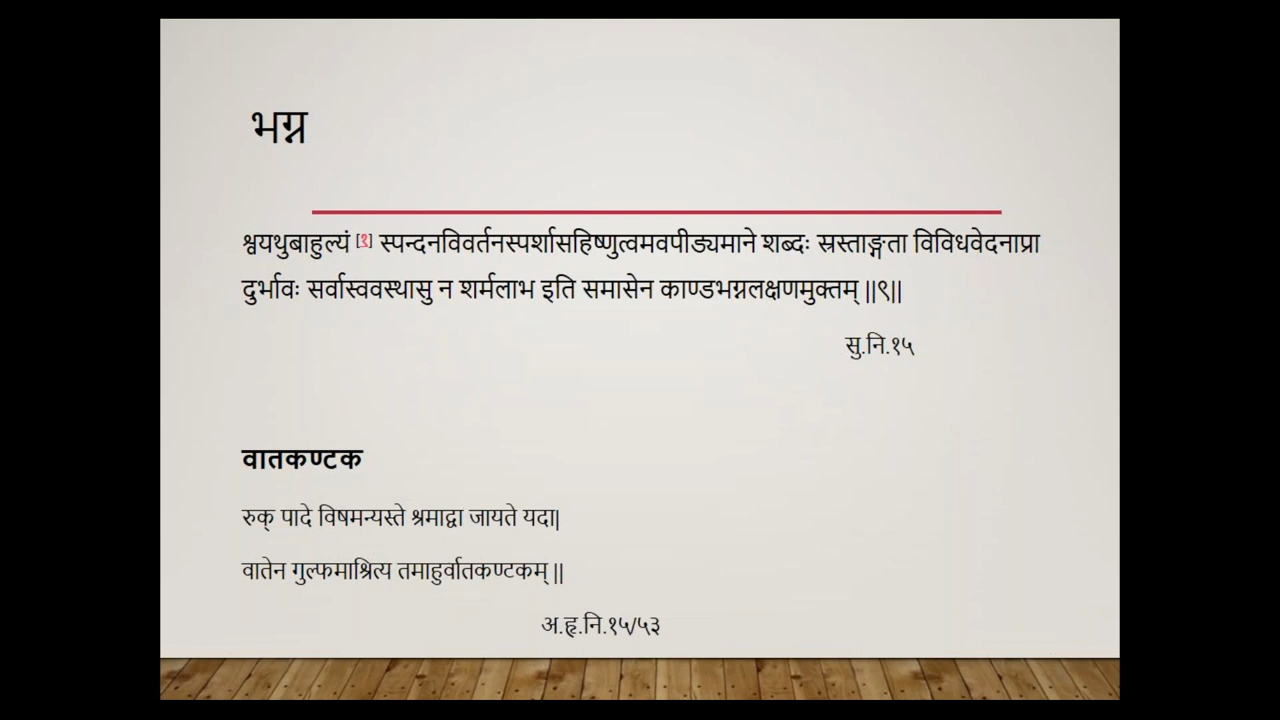 भग्न
श्वयथुबाहुल्यं [१] स्पन्दनविवर्तनस्पर्शासहिष्णुत्वमवपीड्यमाने शब्दः स्रस्ताङ्गता विविधवेदनाप्रा
दुर्भावः सर्वास्ववस्थासु न शर्मलाभ इति समासेन काण्डभग्नलक्षणमुक्तम् ||९||
सु.नि.१५
वातकण्टक
रुक् पादे विषमन्यस्ते श्रमाद्वा जायते यदा|
वातेन गुल्फमाश्रित्य तमाहुर्वातकण्टकम् ||
अ.हृ.नि.१५/५३